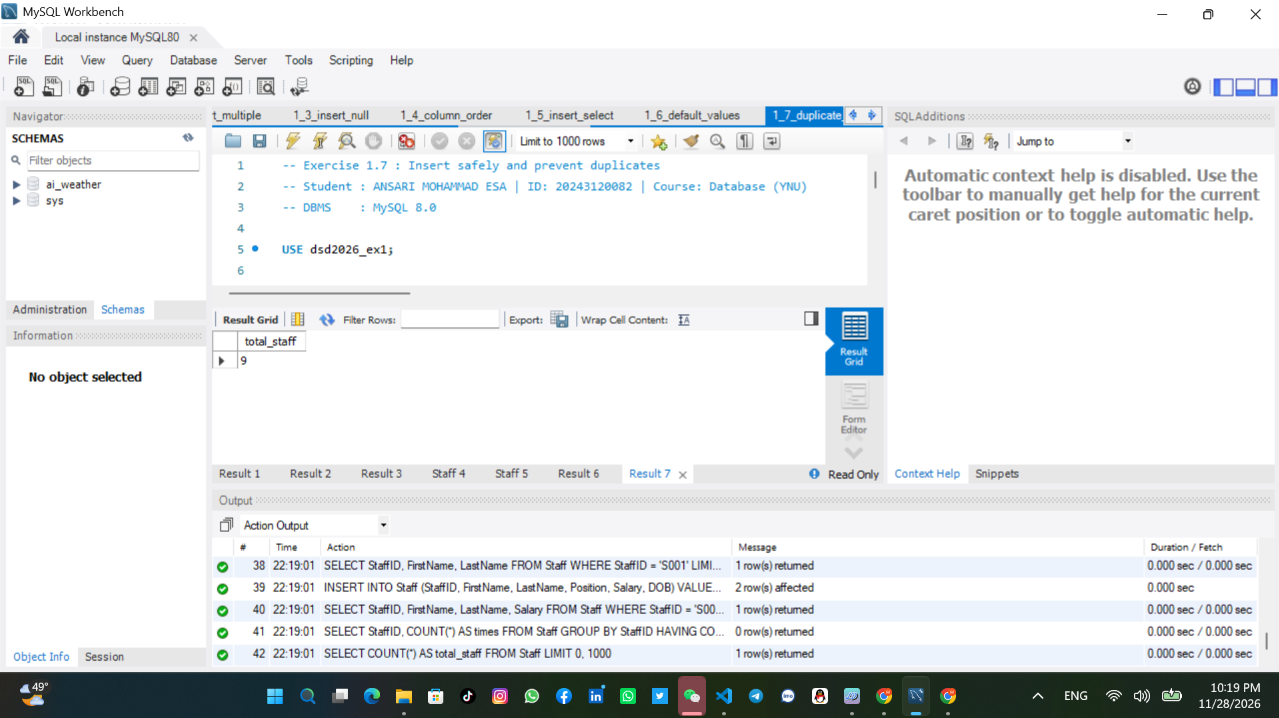 MySQL Workbench
Local instance MySQL80
File Edit View Query Database Server Tools Scripting Help
Navigator
SCHEMAS
Filter objects
ai_weather
sys
Administration Schemas
Information
No object selected
Object Info Session
t_multiple 1_3_insert_null 1_4_column_order 1_5_insert_select 1_6_default_values 1_7_duplicate
Limit to 1000 rows
1 -- Exercise 1.7 : Insert safely and prevent duplicates
2 -- Student : ANSARI MOHAMMAD ESA | ID: 20243120082 | Course: Database (YNU)
3 -- DBMS    : MySQL 8.0
4
5 USE dsd2026_ex1;
6
Result Grid Filter Rows: Export: Wrap Cell Content:
total_staff
9
Result Grid
Form Editor
Result 1 Result 2 Result 3 Staff 4 Staff 5 Result 6 Result 7 Read Only
SQLAdditions
Jump to
Automatic context help is disabled. Use the
toolbar to manually get help for the current
caret position or to toggle automatic help.
Context Help Snippets
Output
Action Output
# Time Action Message Duration / Fetch
38 22:19:01 SELECT StaffID, FirstName, LastName FROM Staff WHERE StaffID = 'S001' LIMI... 1 row(s) returned 0.000 sec / 0.000 sec
39 22:19:01 INSERT INTO Staff (StaffID, FirstName, LastName, Position, Salary, DOB) VALUE... 2 row(s) affected 0.000 sec
40 22:19:01 SELECT StaffID, FirstName, LastName, Salary FROM Staff WHERE StaffID = 'S00... 1 row(s) returned 0.000 sec / 0.000 sec
41 22:19:01 SELECT StaffID, COUNT(*) AS times FROM Staff GROUP BY StaffID HAVING CO... 0 row(s) returned 0.000 sec / 0.000 sec
42 22:19:01 SELECT COUNT(*) AS total_staff FROM Staff LIMIT 0, 1000 1 row(s) returned 0.000 sec / 0.000 sec
49°
ENG
10:19 PM
11/28/2026